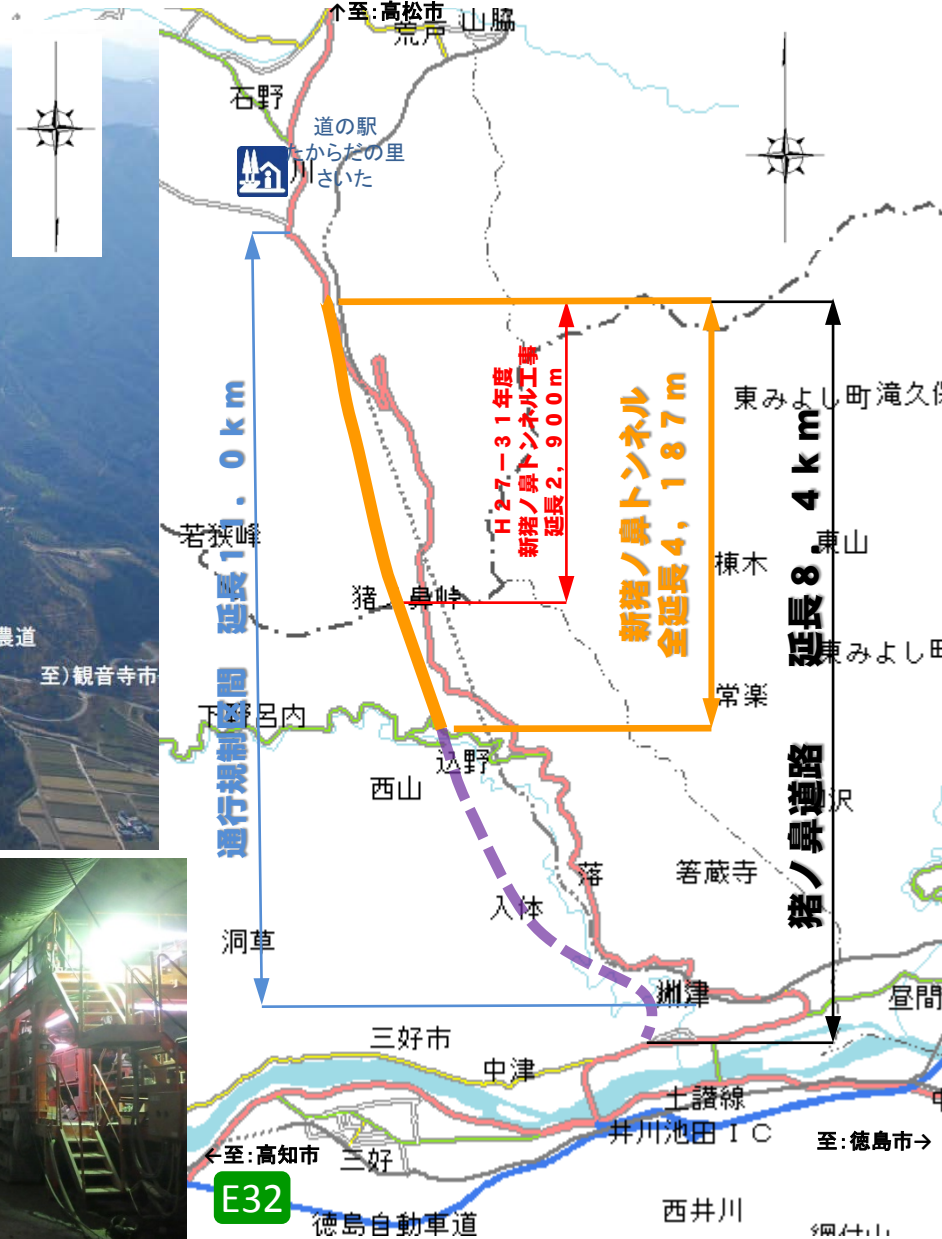 ↑至:高松市
荒戸
山脇
石野
道の駅
たからだの里
さいた
川
通行規制区間 延長11.0km
H27-31年度
新猪ノ鼻トンネル工事
延長2,900m
新猪ノ鼻トンネル
全延長4,187m
猪ノ鼻道路 延長8.4km
東みよし町
滝久保
若狭峰
東山
棟木
猪ノ鼻峠
農道
至)観音寺市
東みよし町
常楽
下野呂内
込野
西山
沢
落
箸蔵寺
入体
洞草
洲津
昼間
三好市
中津
土讃線
井川池田IC
至:徳島市→
←至:高知市
三好
E32
徳島自動車道
西井川